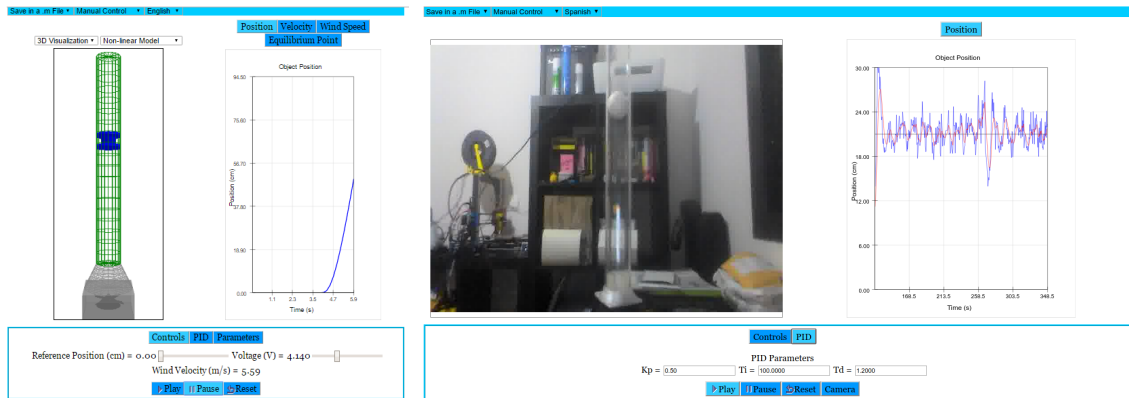 Save in a .m File Manual Control English
Position Velocity Wind Speed
Equilibrium Point
3D Visualization Non-linear Model
Object Position
94.50
75.60
56.70
37.80
18.90
0.00
Position (cm)
1.1 2.3 3.5 4.7 5.9
Time (s)
Controls PID Parameters
Reference Position (cm) = 0.00 Voltage (V) = 4.140
Wind Velocity (m/s) = 5.59
Play Pause Reset
Save in a .m File Manual Control Spanish
Position
Object Position
30.00
24.00
18.00
12.00
6.00
0.00
Position (cm)
168.5 213.5 258.5 303.5 348.5
Time (s)
Controls PID
PID Parameters
Kp = 0.50 Ti = 100.0000 Td = 1.2000
Play Pause Reset Camera